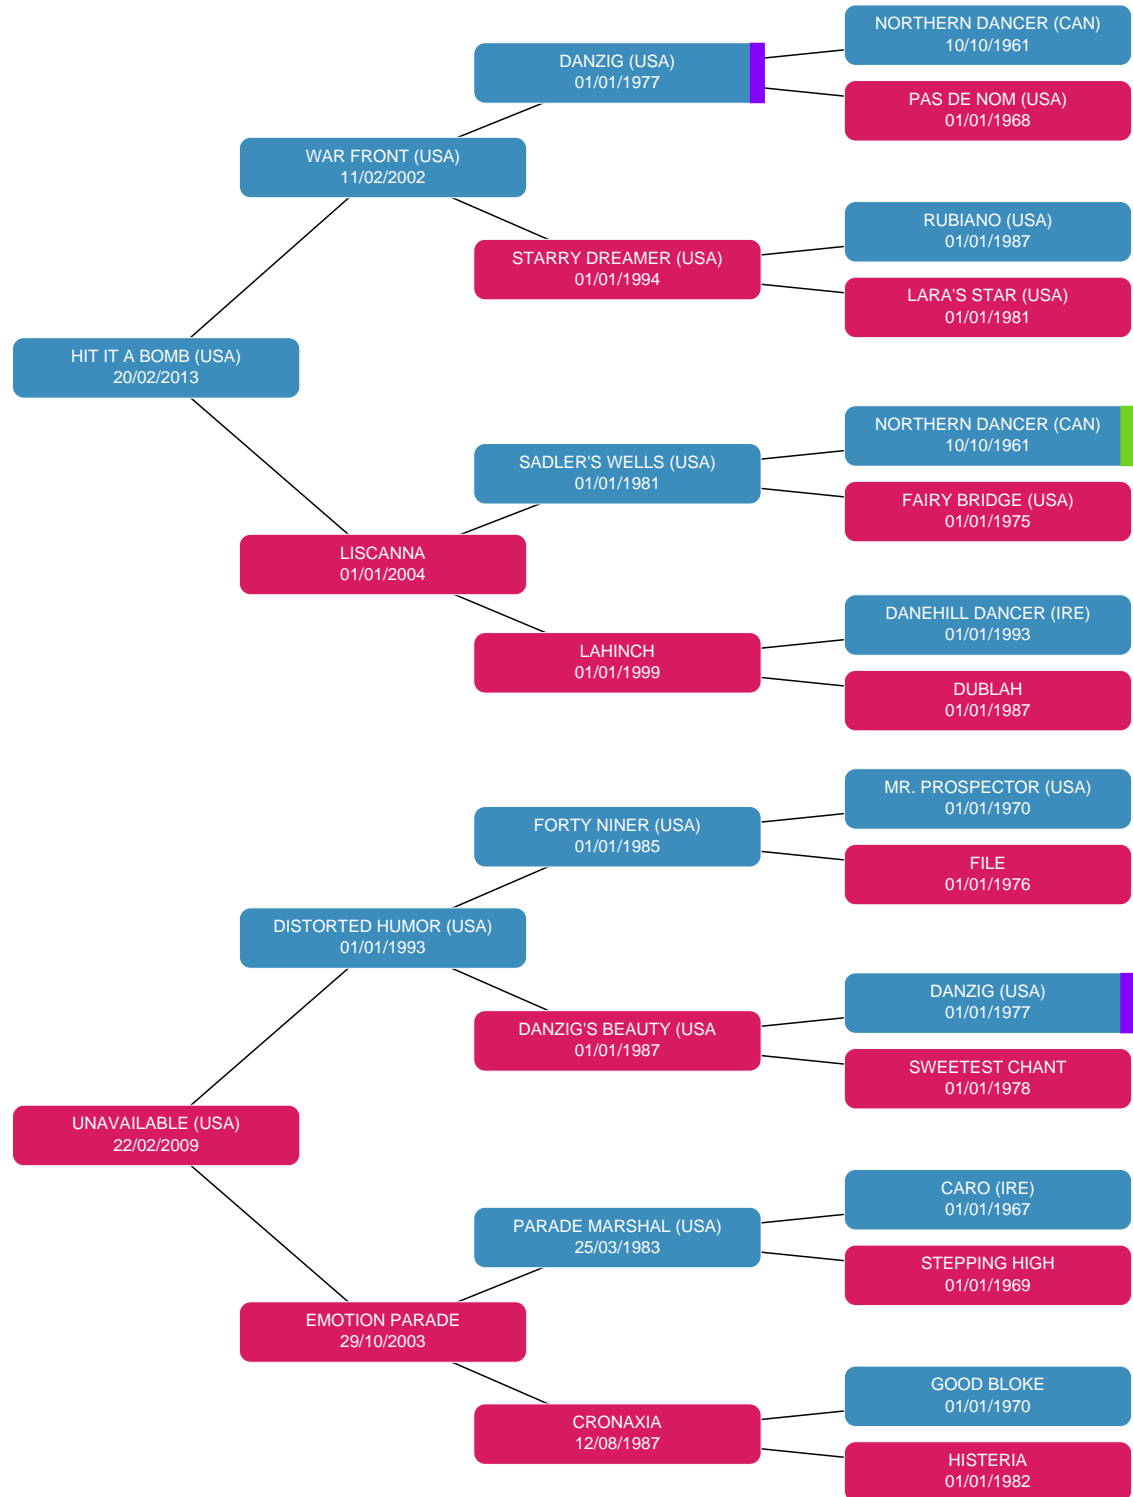 NORTHERN DANCER (CAN)
10/10/1961
DANZIG (USA)
01/01/1977
PAS DE NOM (USA)
01/01/1968
WAR FRONT (USA)
11/02/2002
RUBIANO (USA)
01/01/1987
STARRY DREAMER (USA)
01/01/1994
LARA'S STAR (USA)
01/01/1981
HIT IT A BOMB (USA)
20/02/2013
NORTHERN DANCER (CAN)
10/10/1961
SADLER'S WELLS (USA)
01/01/1981
FAIRY BRIDGE (USA)
01/01/1975
LISCANNA
01/01/2004
DANEHILL DANCER (IRE)
01/01/1993
LAHINCH
01/01/1999
DUBLAH
01/01/1987
MR. PROSPECTOR (USA)
01/01/1970
FORTY NINER (USA)
01/01/1985
FILE
01/01/1976
DISTORTED HUMOR (USA)
01/01/1993
DANZIG (USA)
01/01/1977
DANZIG'S BEAUTY (USA
01/01/1987
SWEETEST CHANT
01/01/1978
UNAVAILABLE (USA)
22/02/2009
CARO (IRE)
01/01/1967
PARADE MARSHAL (USA)
25/03/1983
STEPPING HIGH
01/01/1969
EMOTION PARADE
29/10/2003
GOOD BLOKE
01/01/1970
CRONAXIA
12/08/1987
HISTERIA
01/01/1982